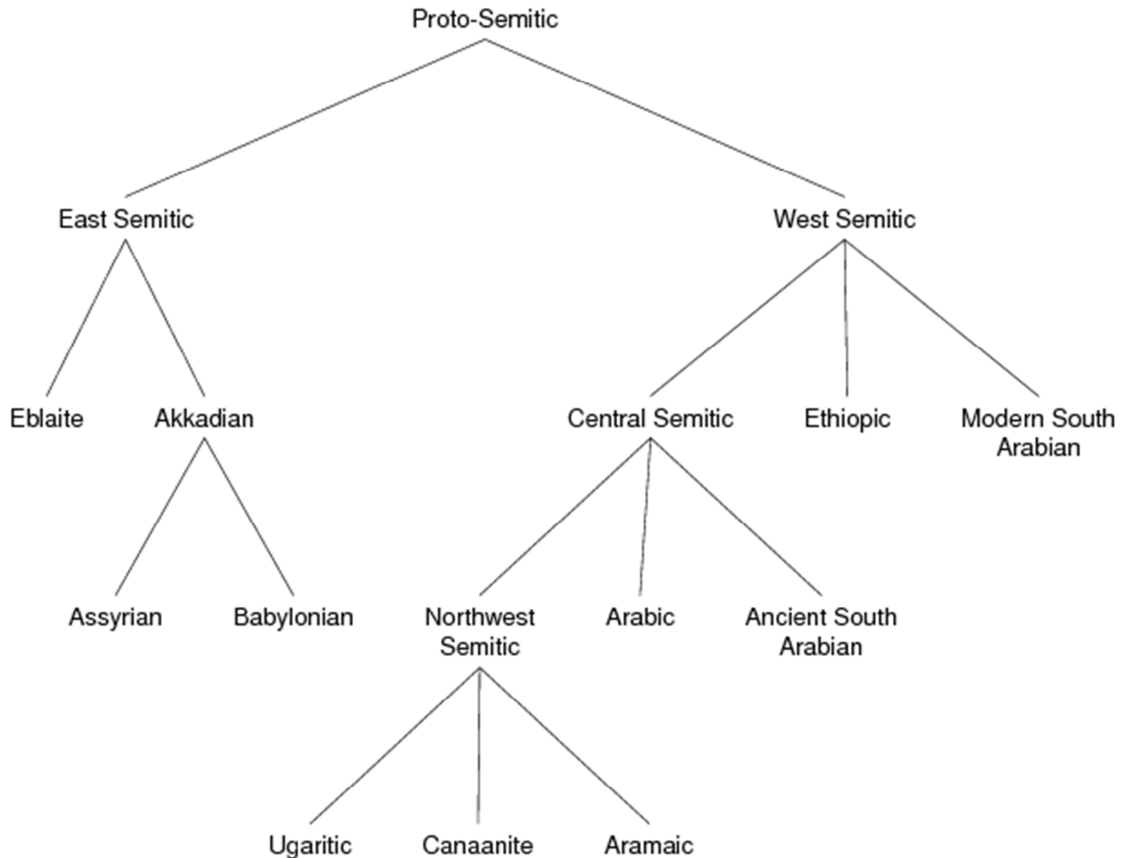 Proto-Semitic
East Semitic
West Semitic
Eblaite
Akkadian
Central Semitic
Ethiopic
Modern South
Arabian
Assyrian
Babylonian
Northwest
Semitic
Arabic
Ancient South
Arabian
Ugaritic
Canaanite
Aramaic